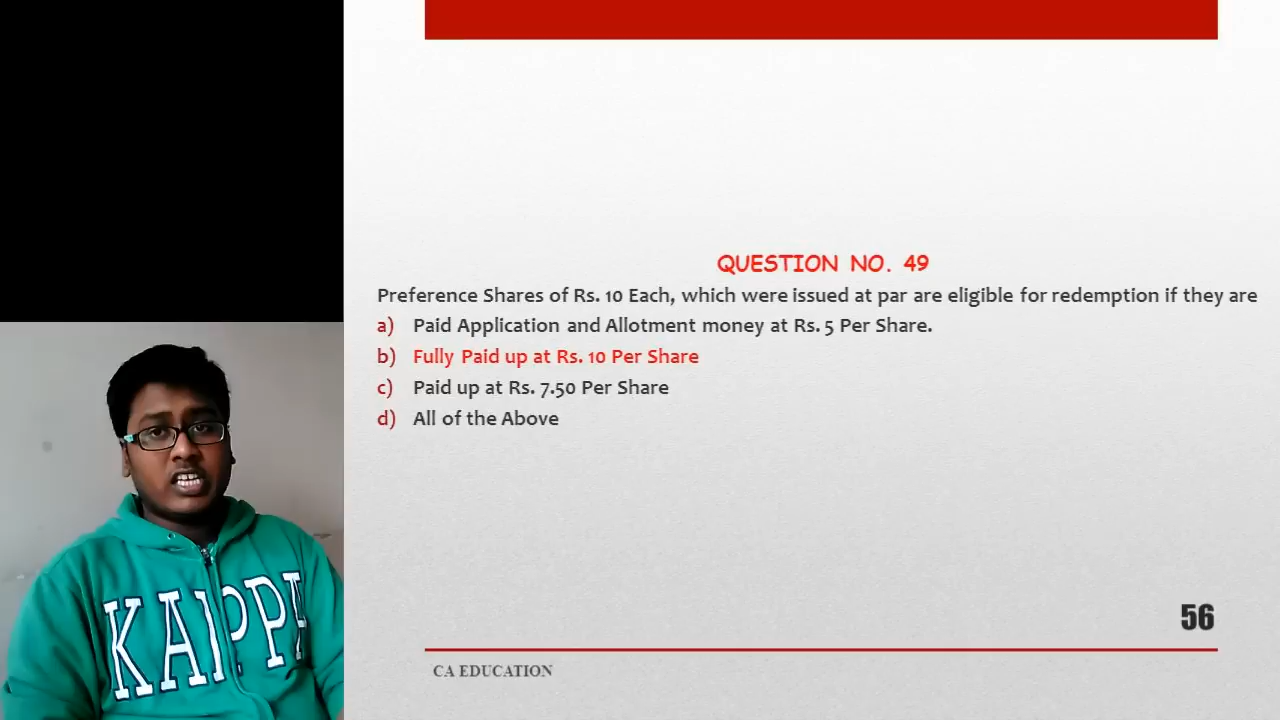 QUESTION NO. 49
Preference Shares of Rs. 10 Each, which were issued at par are eligible for redemption if they are
a) Paid Application and Allotment money at Rs. 5 Per Share.
b) Fully Paid up at Rs. 10 Per Share
c) Paid up at Rs. 7.50 Per Share
d) All of the Above
KAPPA
56
CA EDUCATION